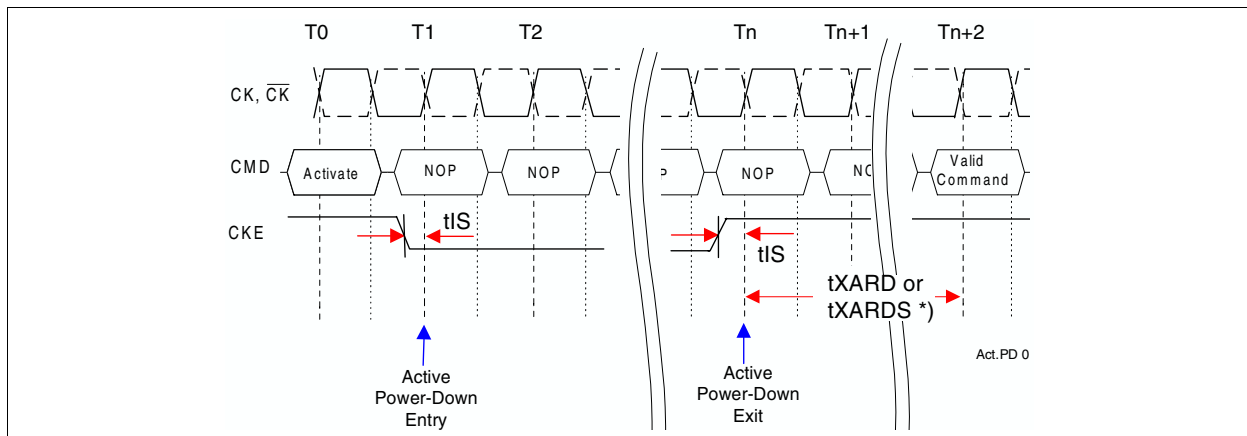 T0 T1 T2 Tn Tn+1 Tn+2
CK, CK
CMD Activate NOP NOP P NOP NO Valid
Command
CKE tIS tIS
tXARD or
tXARDS *)
Act.PD 0
Active
Power-Down
Entry
Active
Power-Down
Exit